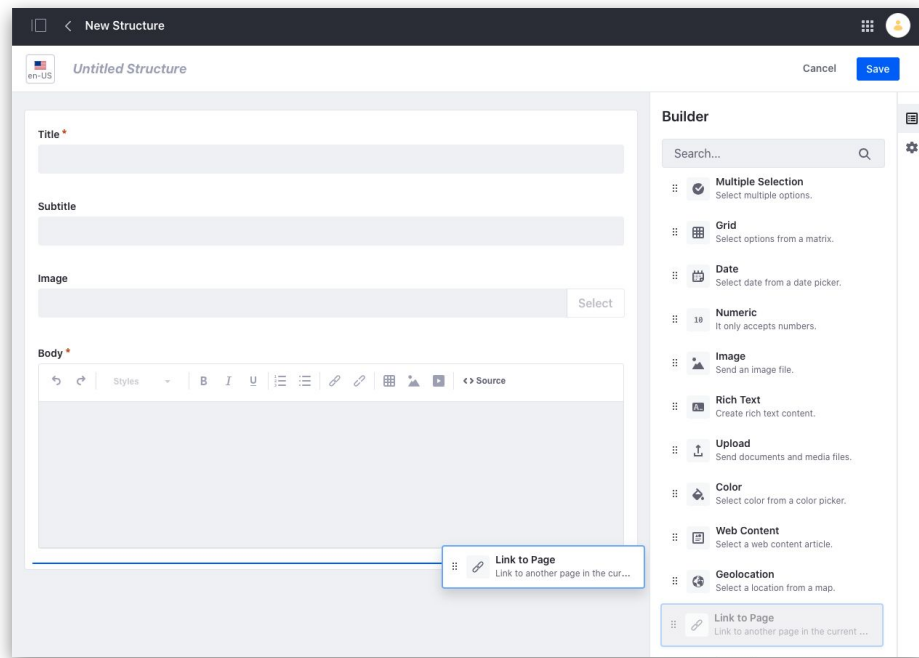 New Structure
en-US
Untitled Structure
Cancel
Save
Title *
Subtitle
Image
Select
Body *
Styles
B I U
<> Source
Link to Page
Link to another page in the cur...
Builder
Search...
Multiple Selection
Select multiple options.
Grid
Select options from a matrix.
Date
Select date from a date picker.
10
Numeric
It only accepts numbers.
Image
Send an image file.
A
Rich Text
Create rich text content.
Upload
Send documents and media files.
Color
Select color from a color picker.
Web Content
Select a web content article.
Geolocation
Select a location from a map.
Link to Page
Link to another page in the current ...